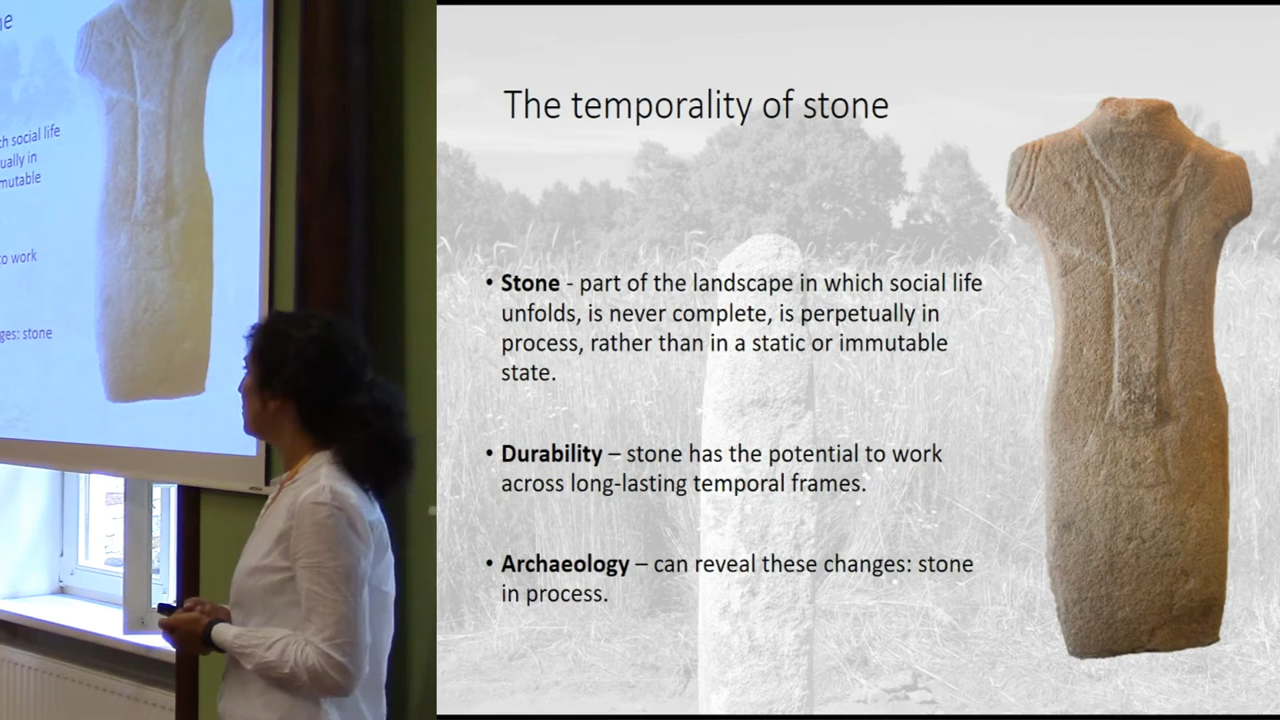 ne
ch social life
ually in
mutable
to work
ges: stone
The temporality of stone
• Stone - part of the landscape in which social life
unfolds, is never complete, is perpetually in
process, rather than in a static or immutable
state.
• Durability – stone has the potential to work
across long-lasting temporal frames.
• Archaeology – can reveal these changes: stone
in process.